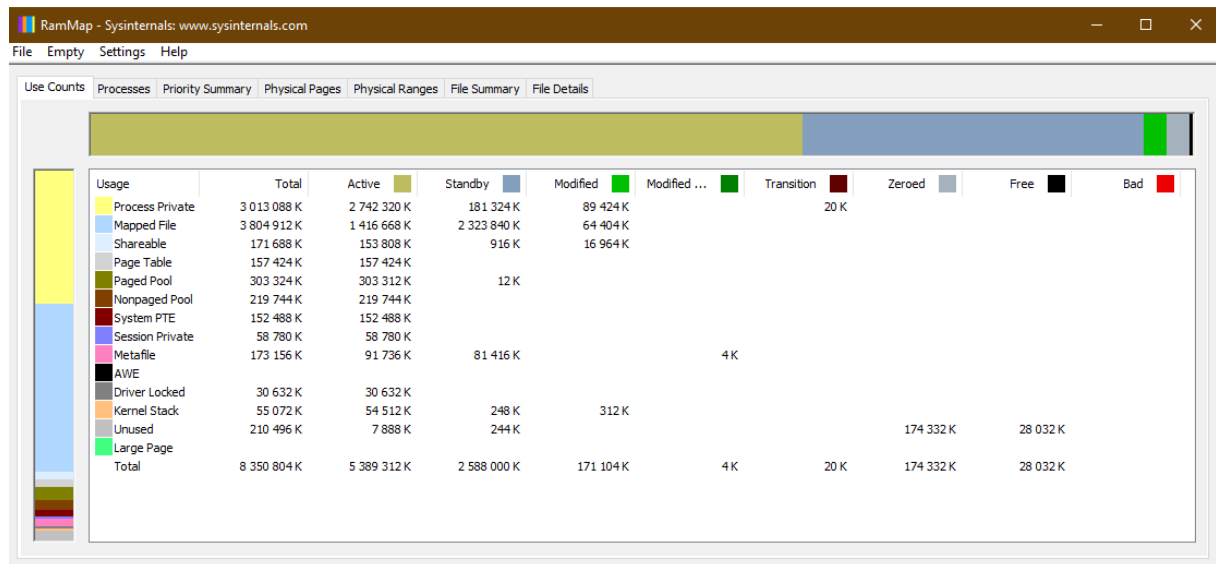 RamMap - Sysinternals: www.sysinternals.com
File Empty Settings Help
Use Counts Processes Priority Summary Physical Pages Physical Ranges File Summary File Details
Usage Total Active Standby Modified Modified ... Transition Zeroed Free Bad
Process Private 3 013 088 K 2 742 320 K 181 324 K 89 424 K 20 K
Mapped File 3 804 912 K 1 416 668 K 2 323 840 K 64 404 K
Shareable 171 688 K 153 808 K 916 K 16 964 K
Page Table 157 424 K 157 424 K
Paged Pool 303 324 K 303 312 K 12 K
Nonpaged Pool 219 744 K 219 744 K
System PTE 152 488 K 152 488 K
Session Private 58 780 K 58 780 K
Metafile 173 156 K 91 736 K 81 416 K 4 K
AWE
Driver Locked 30 632 K 30 632 K
Kernel Stack 55 072 K 54 512 K 248 K 312 K
Unused 210 496 K 7 888 K 244 K 174 332 K 28 032 K
Large Page
Total 8 350 804 K 5 389 312 K 2 588 000 K 171 104 K 4 K 20 K 174 332 K 28 032 K